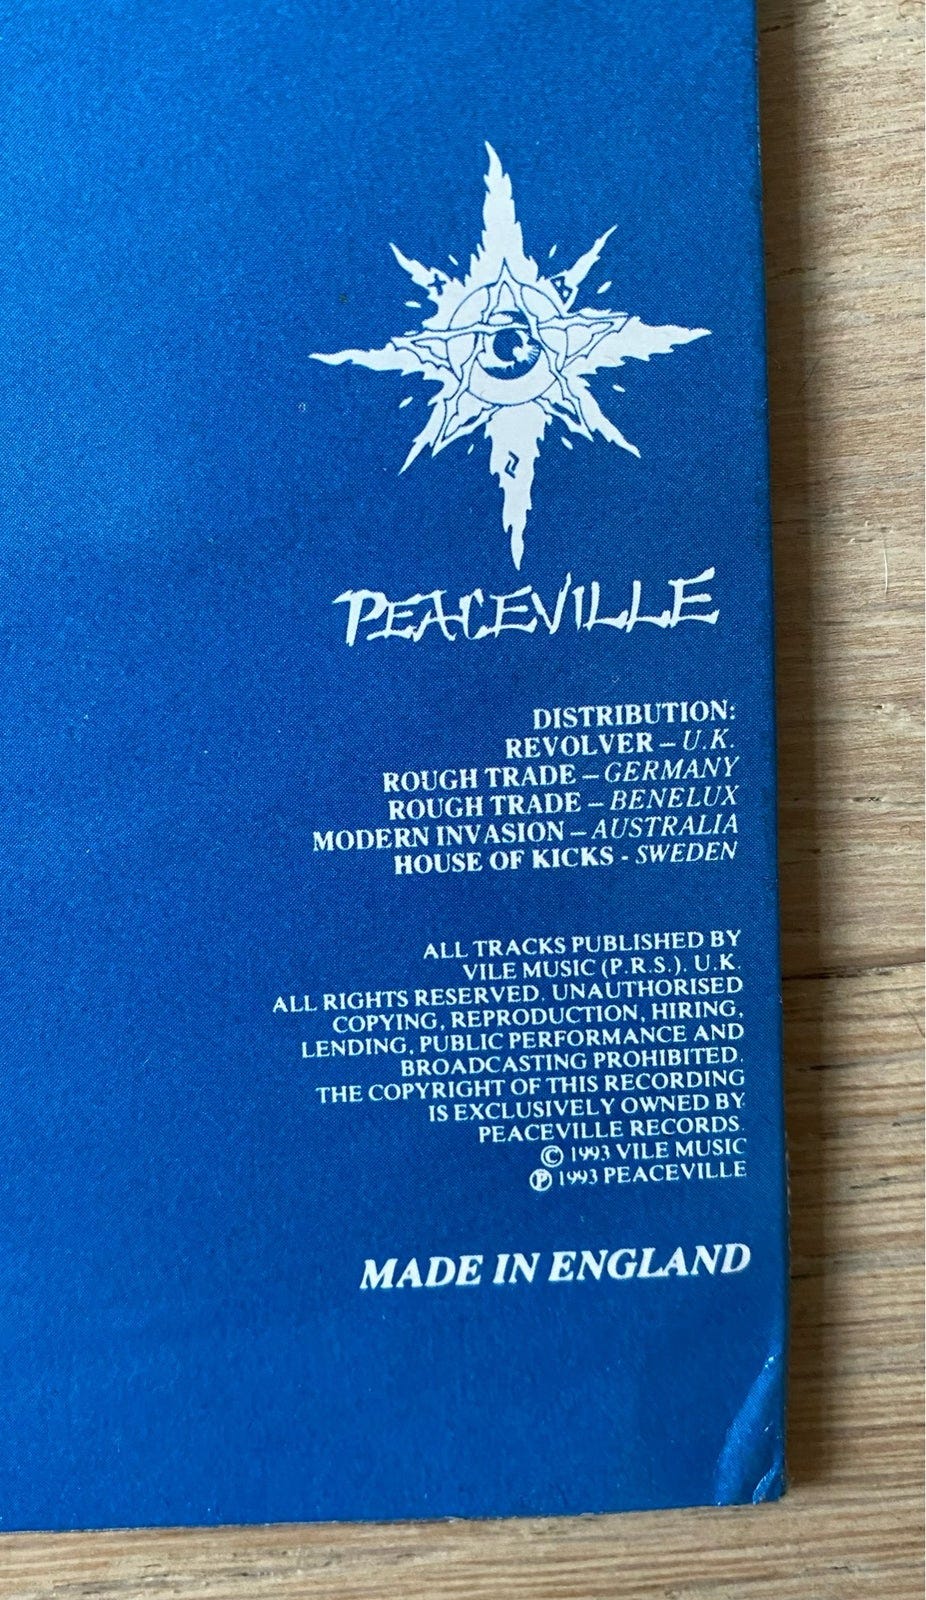 PEACEVILLE
DISTRIBUTION:
REVOLVER – U.K.
ROUGH TRADE – GERMANY
ROUGH TRADE – BENELUX
MODERN INVASION – AUSTRALIA
HOUSE OF KICKS - SWEDEN
ALL TRACKS PUBLISHED BY
VILE MUSIC (P.R.S.). U.K.
ALL RIGHTS RESERVED. UNAUTHORISED
COPYING, REPRODUCTION, HIRING,
LENDING, PUBLIC PERFORMANCE AND
BROADCASTING PROHIBITED.
THE COPYRIGHT OF THIS RECORDING
IS EXCLUSIVELY OWNED BY
PEACEVILLE RECORDS.
© 1993 VILE MUSIC
℗ 1993 PEACEVILLE
MADE IN ENGLAND